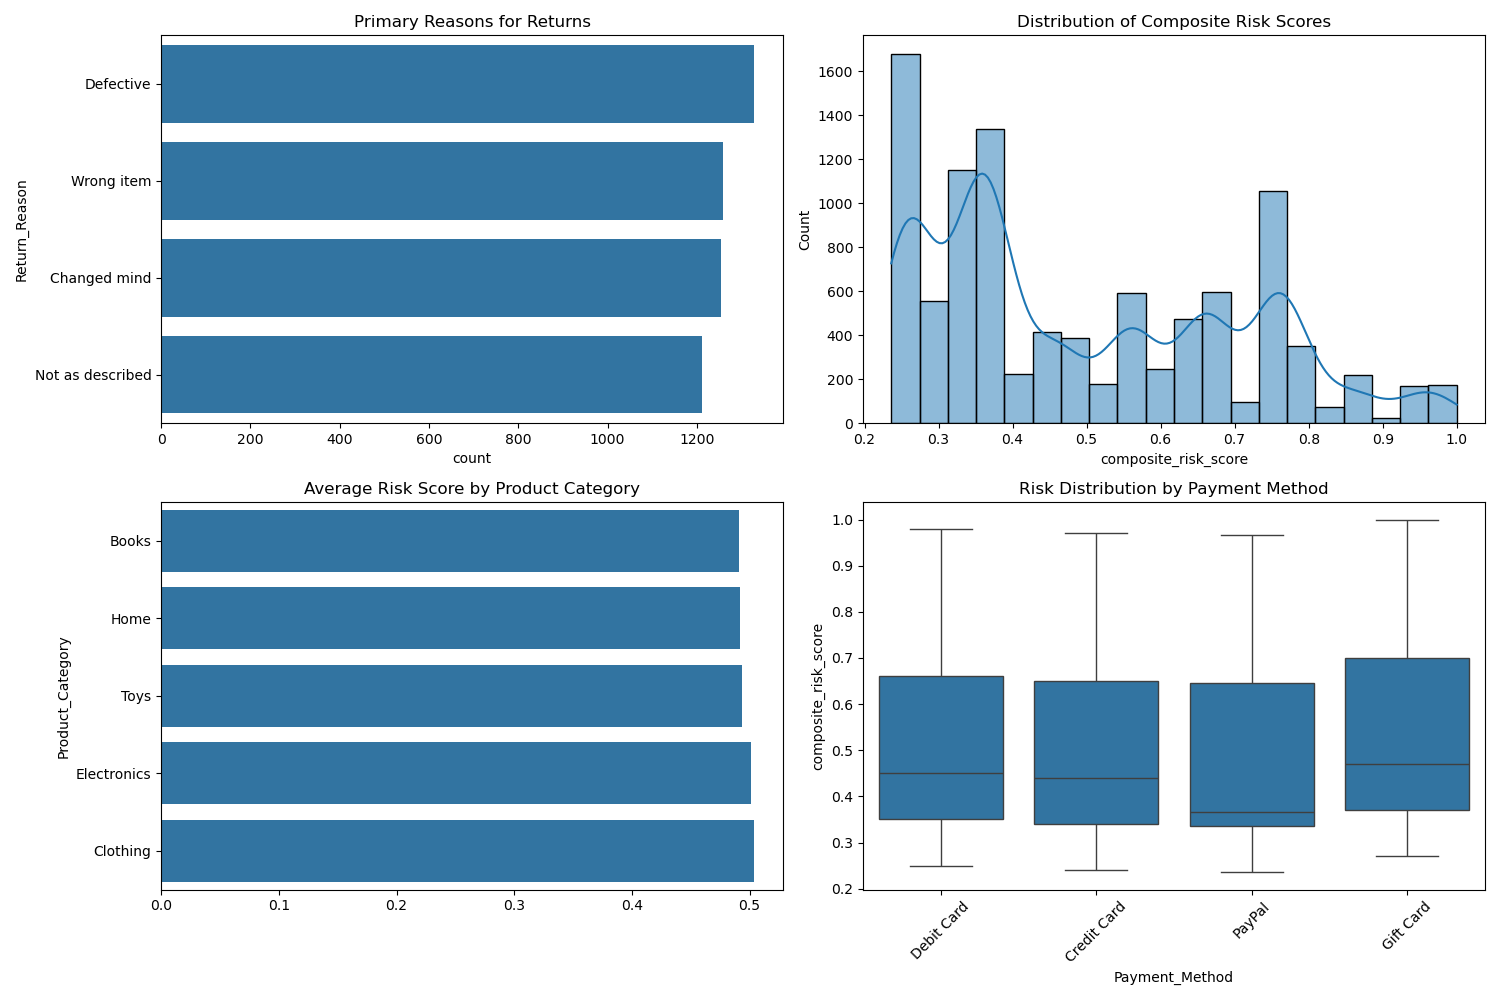 Primary Reasons for Returns
Return_Reason
Defective
Wrong item
Changed mind
Not as described
0 200 400 600 800 1000 1200
count
Distribution of Composite Risk Scores
Count
1600
1400
1200
1000
800
600
400
200
0
0.2 0.3 0.4 0.5 0.6 0.7 0.8 0.9 1.0
composite_risk_score
Average Risk Score by Product Category
Product_Category
Books
Home
Toys
Electronics
Clothing
0.0 0.1 0.2 0.3 0.4 0.5
Risk Distribution by Payment Method
composite_risk_score
1.0
0.9
0.8
0.7
0.6
0.5
0.4
0.3
0.2
Debit Card Credit Card PayPal Gift Card
Payment_Method